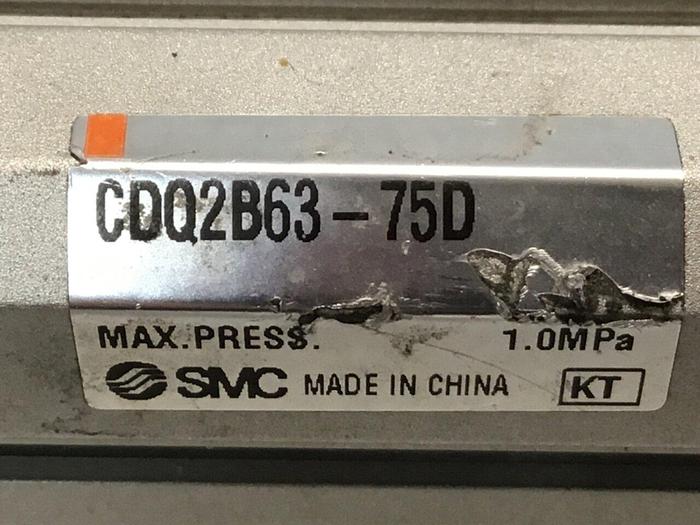 CDQ2B63-75D
MAX.PRESS. 1.0MPa
SMC MADE IN CHINA KT